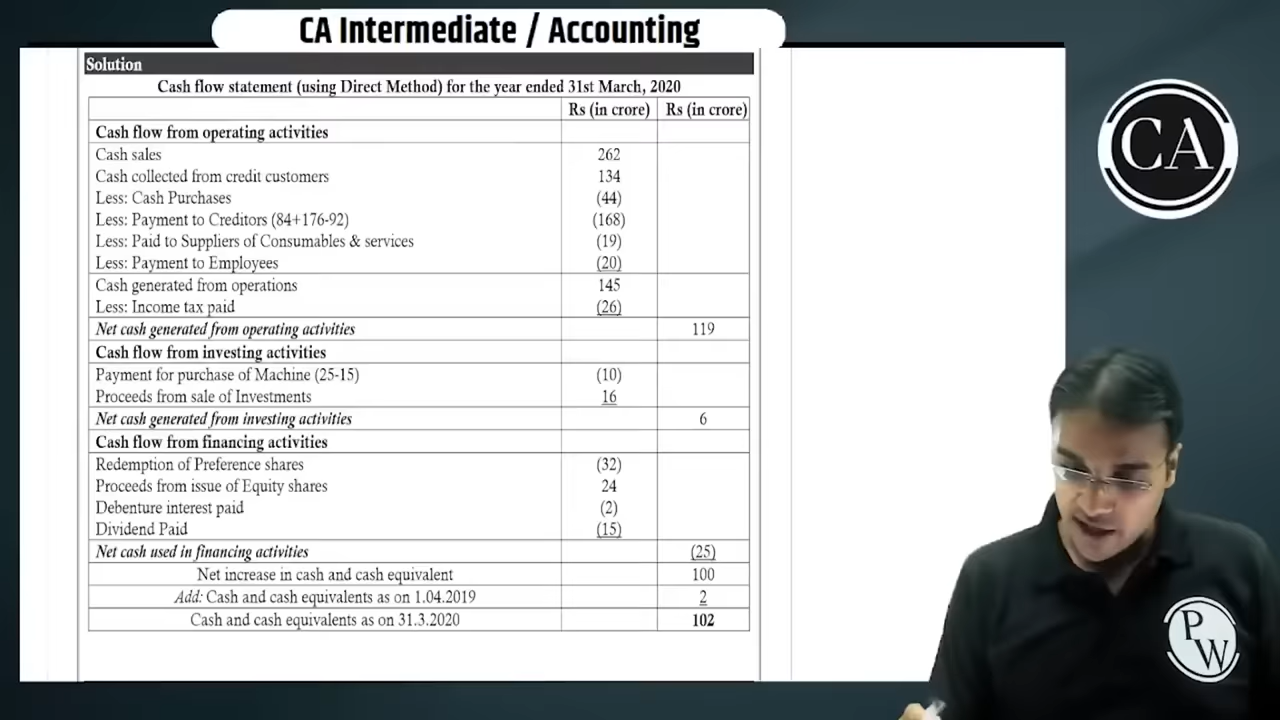 CA Intermediate / Accounting
Solution
Cash flow statement (using Direct Method) for the year ended 31st March, 2020
Rs (in crore) Rs (in crore)
Cash flow from operating activities
Cash sales 262
Cash collected from credit customers 134
Less: Cash Purchases (44)
Less: Payment to Creditors (84+176-92) (168)
Less: Paid to Suppliers of Consumables & services (19)
Less: Payment to Employees (20)
Cash generated from operations 145
Less: Income tax paid (26)
Net cash generated from operating activities 119
Cash flow from investing activities
Payment for purchase of Machine (25-15) (10)
Proceeds from sale of Investments 16
Net cash generated from investing activities 6
Cash flow from financing activities
Redemption of Preference shares (32)
Proceeds from issue of Equity shares 24
Debenture interest paid (2)
Dividend Paid (15)
Net cash used in financing activities (25)
Net increase in cash and cash equivalent 100
Add: Cash and cash equivalents as on 1.04.2019 2
Cash and cash equivalents as on 31.3.2020 102
CA
P
W